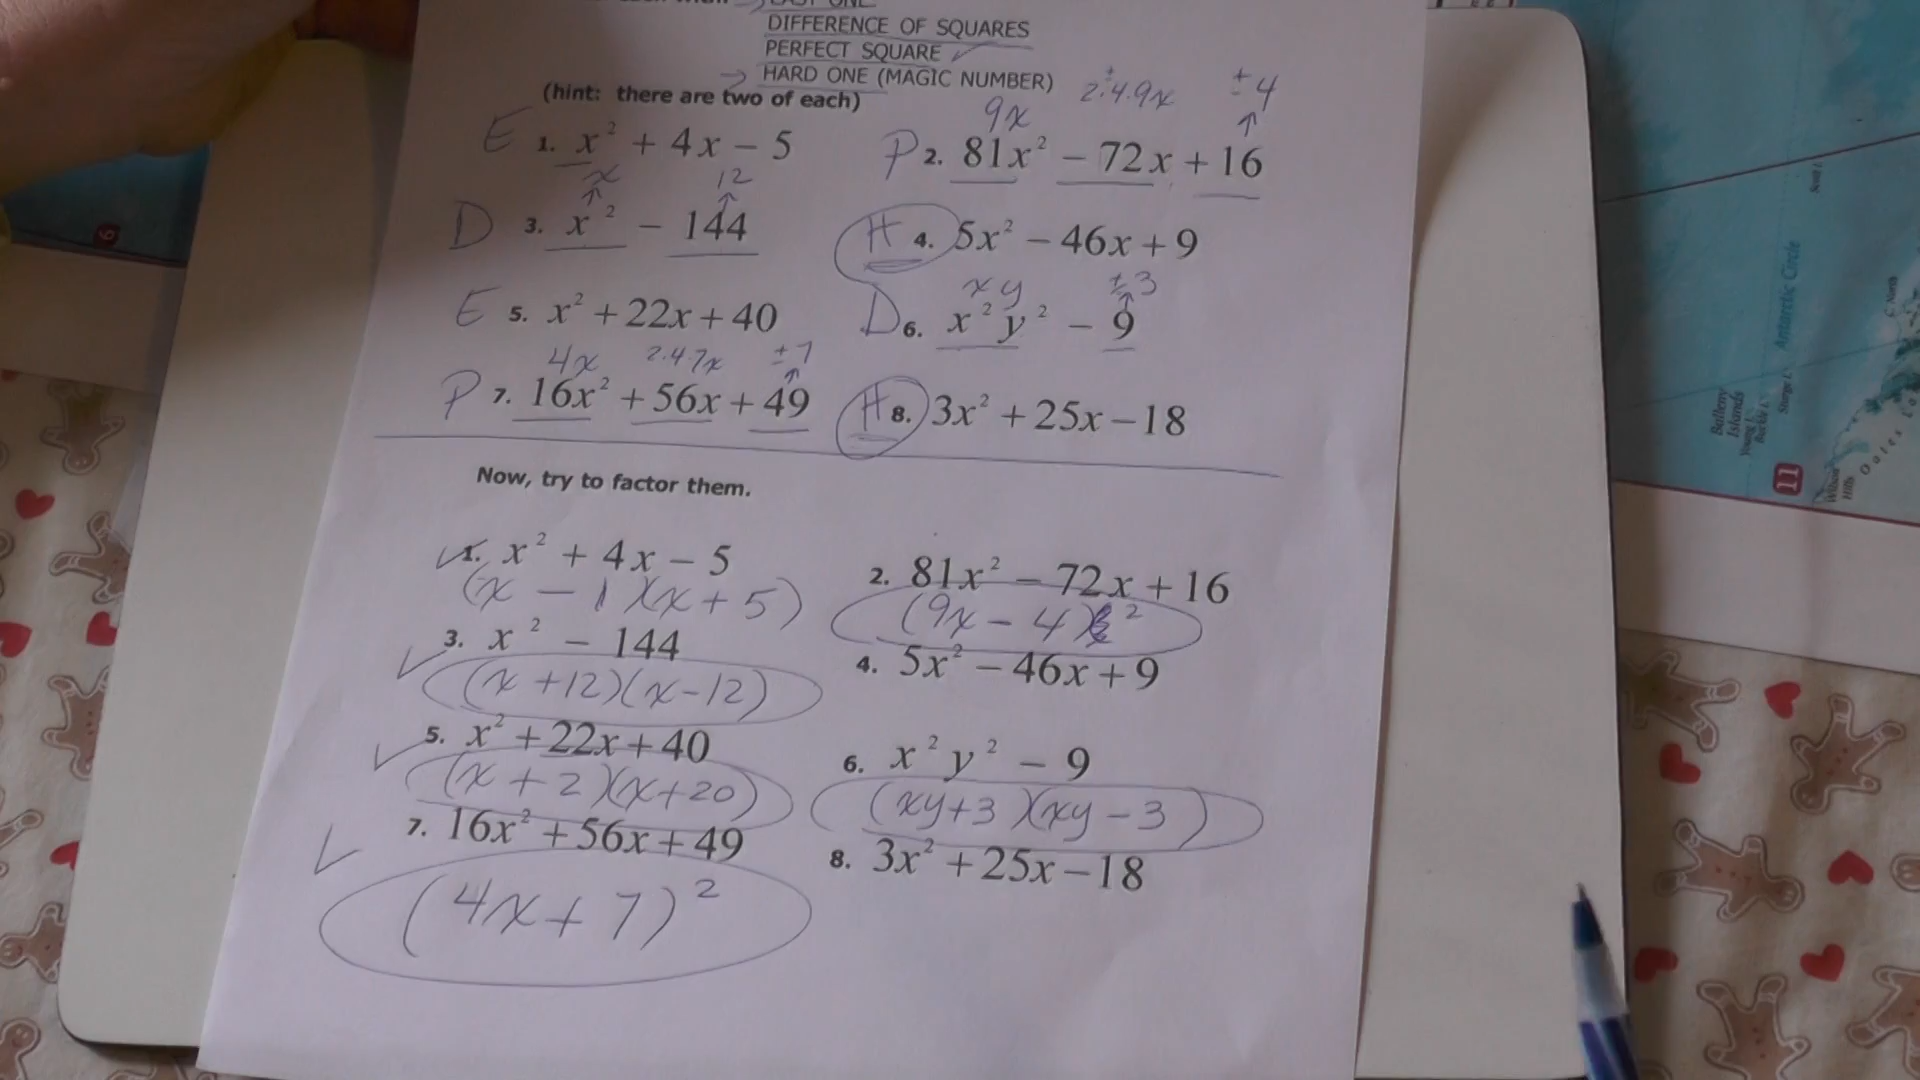 DIFFERENCE OF SQUARES
PERFECT SQUARE
HARD ONE (MAGIC NUMBER)
(hint: there are two of each)
9x 2·4·9x ±4
E 1. x² + 4x − 5
P 2. 81x² − 72x + 16
x 12
D 3. x² − 144
H 4. 5x² − 46x + 9
xy ±3
E 5. x² + 22x + 40
D 6. x²y² − 9
4x 2·4·7x ±7
P 7. 16x² + 56x + 49
H 8. 3x² + 25x − 18
Now, try to factor them.
1. x² + 4x − 5
(x − 1)(x + 5)
2. 81x² − 72x + 16
(9x − 4)²
3. x² − 144
(x + 12)(x − 12)
4. 5x² − 46x + 9
5. x² + 22x + 40
(x + 2)(x + 20)
6. x²y² − 9
(xy + 3)(xy − 3)
7. 16x² + 56x + 49
(4x + 7)²
8. 3x² + 25x − 18
Antarctic Circle
Balleny
Islands
11